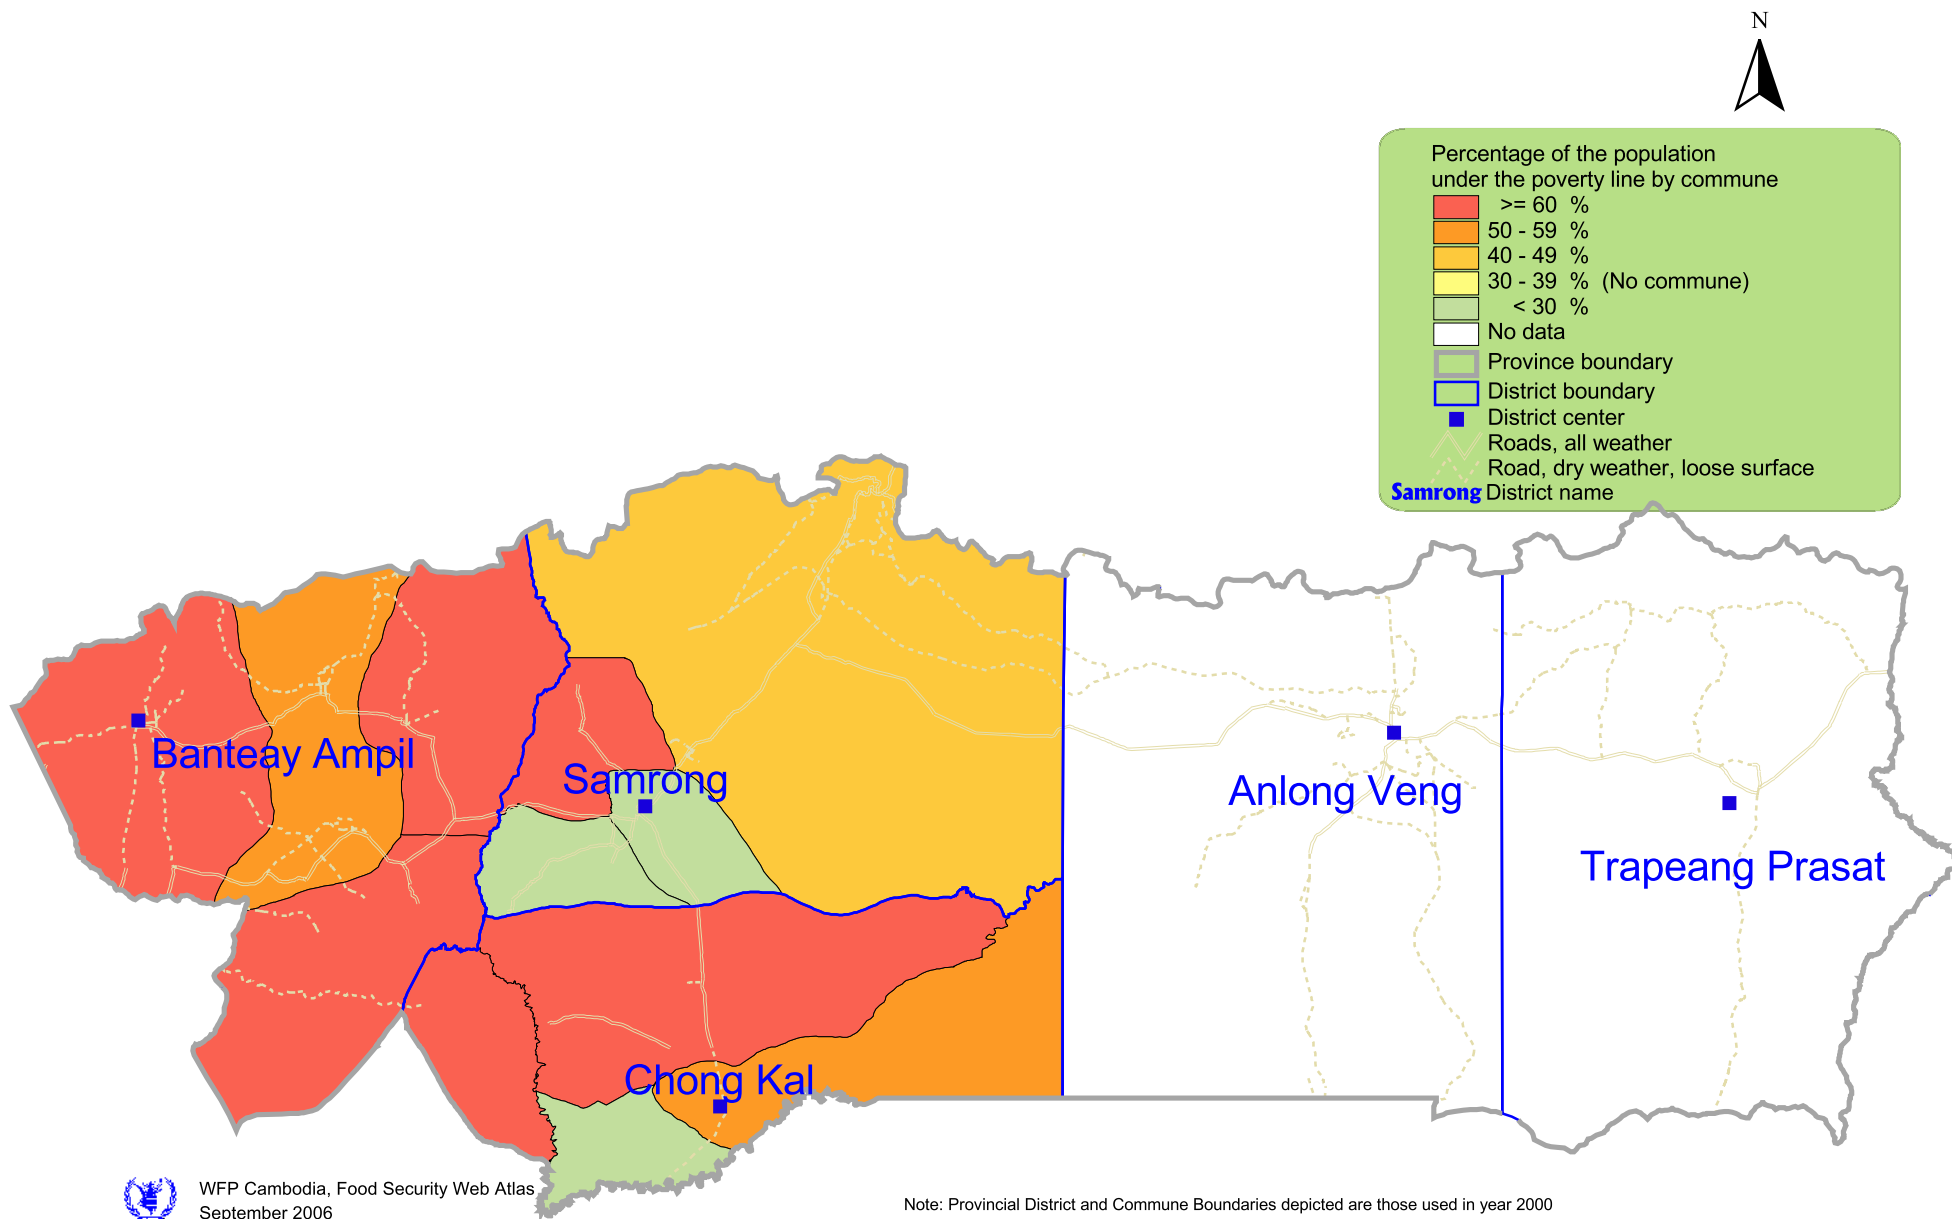 N
Percentage of the population
under the poverty line by commune
>= 60 %
50 - 59 %
40 - 49 %
30 - 39 % (No commune)
< 30 %
No data
Province boundary
District boundary
District center
Roads, all weather
Road, dry weather, loose surface
Samrong District name
Banteay Ampil
Samrong
Anlong Veng
Trapeang Prasat
Chong Kal
WFP Cambodia, Food Security Web Atlas
September 2006
Note: Provincial District and Commune Boundaries depicted are those used in year 2000